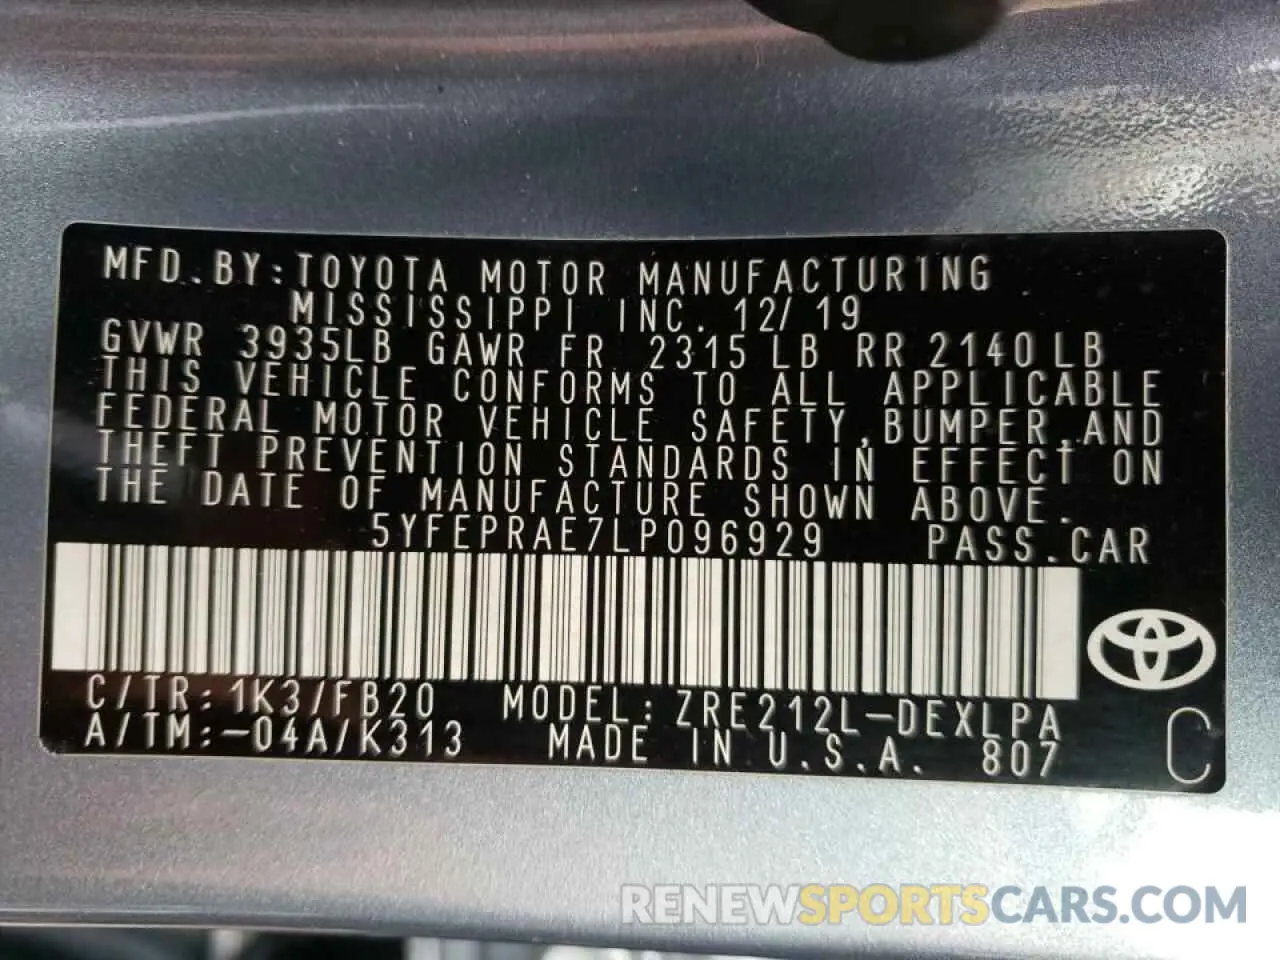 MFD.BY:TOYOTA MOTOR MANUFACTURING
MISSISSIPPI INC. 12/19
GVWR 3935LB GAWR FR 2315LB RR 2140LB
THIS VEHICLE CONFORMS TO ALL APPLICABLE
FEDERAL MOTOR VEHICLE SAFETY,BUMPER,AND
THEFT PREVENTION STANDARDS IN EFFECT ON
THE DATE OF MANUFACTURE SHOWN ABOVE.
5YFEPRAE7LP096929 PASS.CAR
C/TR:1K3/FB20 MODEL:ZRE212L-DEXLPA
A/TM:-04A/K313 MADE IN U.S.A. 807
C
RENEWSPORTSCARS.COM